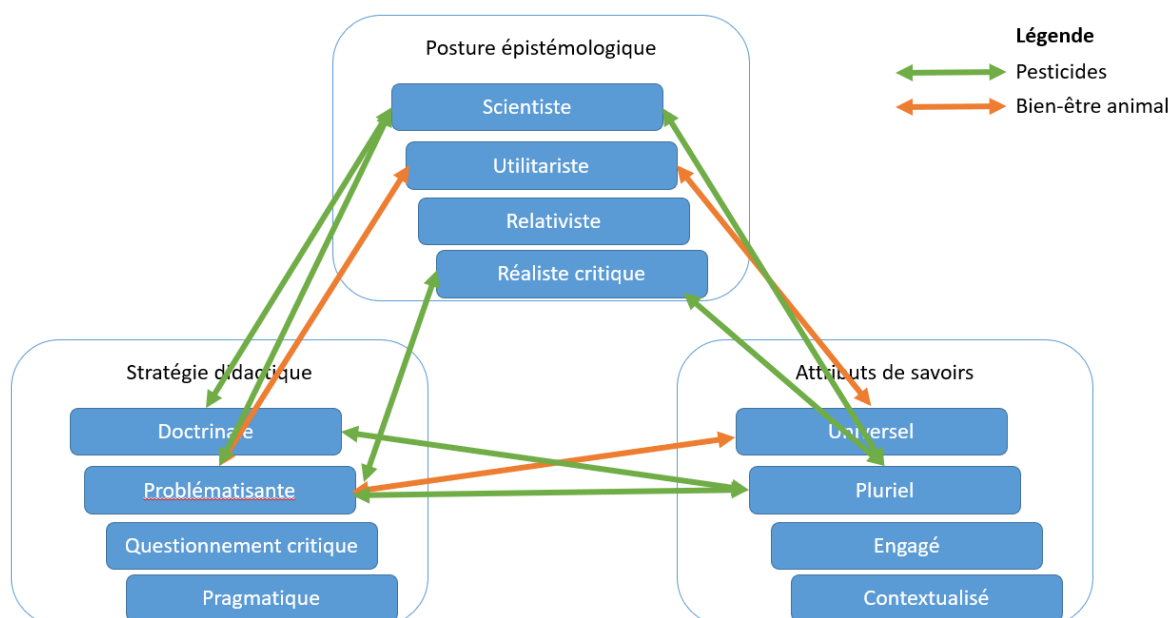 Posture épistémologique
Scientiste
Utilitariste
Relativiste
Réaliste critique
Légende
Pesticides
Bien-être animal
Stratégie didactique
Doctrinale
Problématisante
Questionnement critique
Pragmatique
Attributs de savoirs
Universel
Pluriel
Engagé
Contextualisé